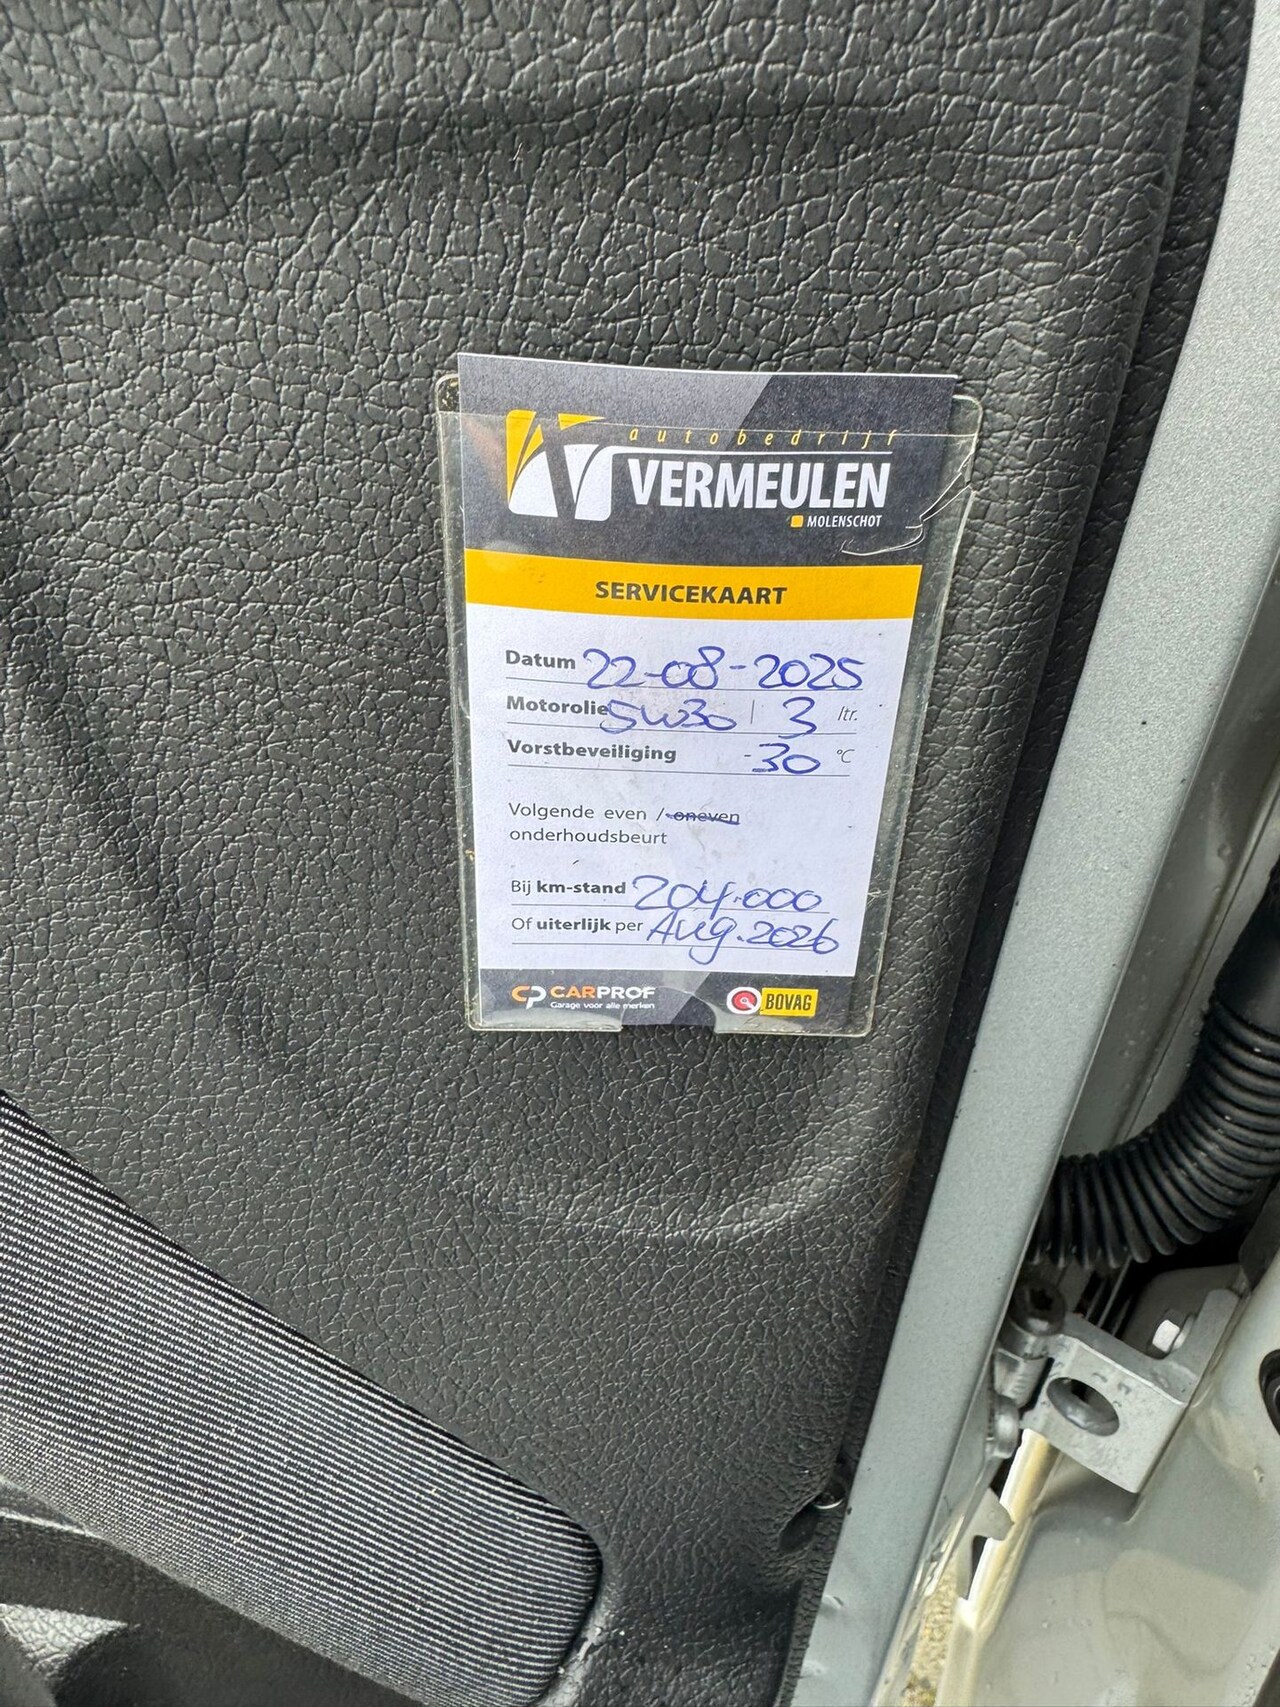 autobedrijf
VERMEULEN
MOLENSCHOT
SERVICEKAART
Datum 22-08-2025
Motorolie 5W30 | 3 ltr.
Vorstbeveiliging -30 °C
Volgende even / oneven
onderhoudsbeurt
Bij km-stand 204.000
Of uiterlijk per Aug. 2026
CP CARPROF BOVAG
Garage voor alle merken